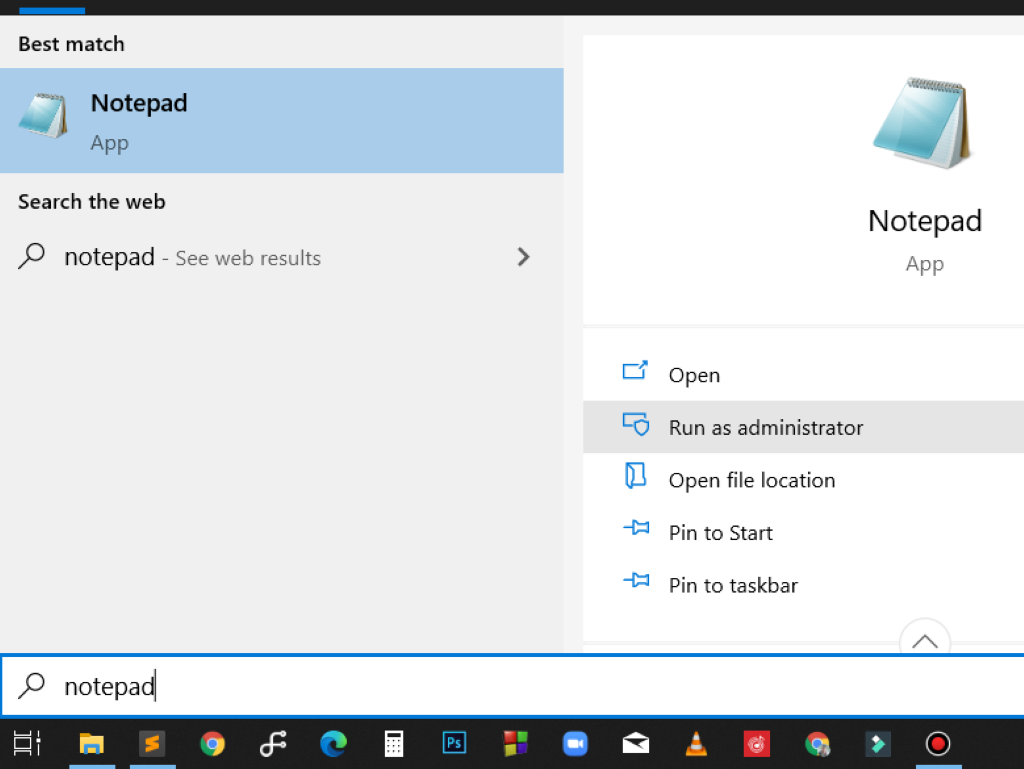 Best match
Notepad
App
Search the web
notepad - See web results
Notepad
App
Open
Run as administrator
Open file location
Pin to Start
Pin to taskbar
notepad
Ps